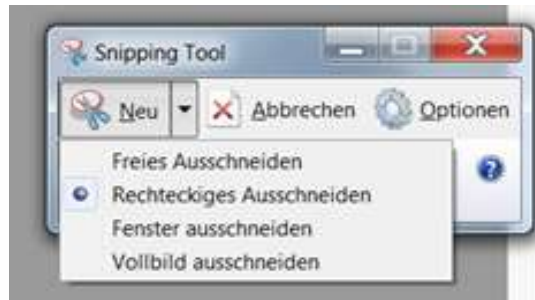 Snipping Tool
Neu Abbrechen Optionen
Freies Ausschneiden
Rechteckiges Ausschneiden
Fenster ausschneiden
Vollbild ausschneiden